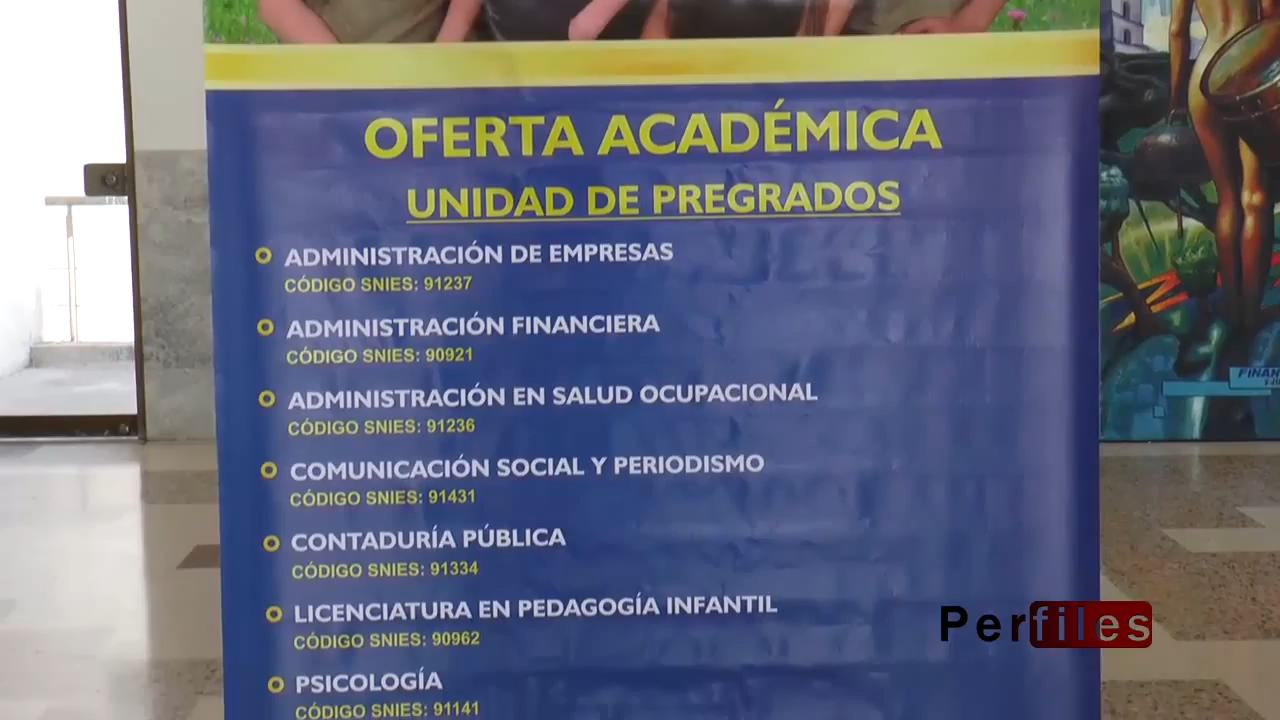 OFERTA ACADÉMICA
UNIDAD DE PREGRADOS
ADMINISTRACIÓN DE EMPRESAS
CÓDIGO SNIES: 91237
ADMINISTRACIÓN FINANCIERA
CÓDIGO SNIES: 90921
ADMINISTRACIÓN EN SALUD OCUPACIONAL
CÓDIGO SNIES: 91236
COMUNICACIÓN SOCIAL Y PERIODISMO
CÓDIGO SNIES: 91431
CONTADURÍA PÚBLICA
CÓDIGO SNIES: 91334
LICENCIATURA EN PEDAGOGÍA INFANTIL
CÓDIGO SNIES: 90962
PSICOLOGÍA
CÓDIGO SNIES: 91141
Perfiles